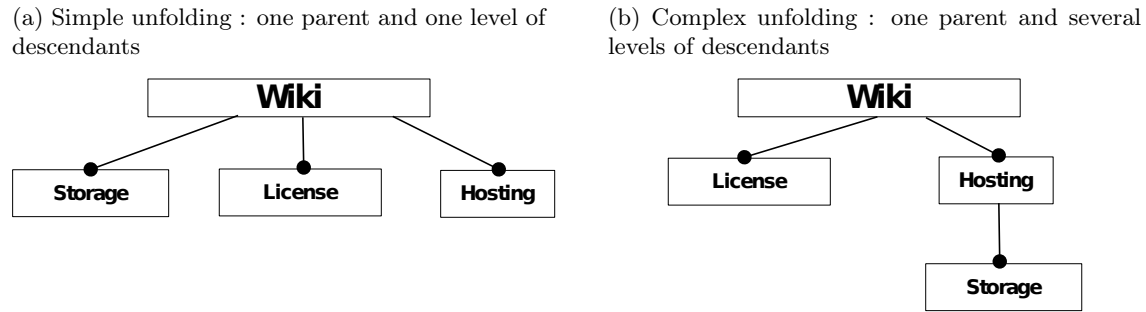 (a) Simple unfolding : one parent and one level of
descendants
Wiki
Storage
License
Hosting
(b) Complex unfolding : one parent and several
levels of descendants
Wiki
License
Hosting
Storage